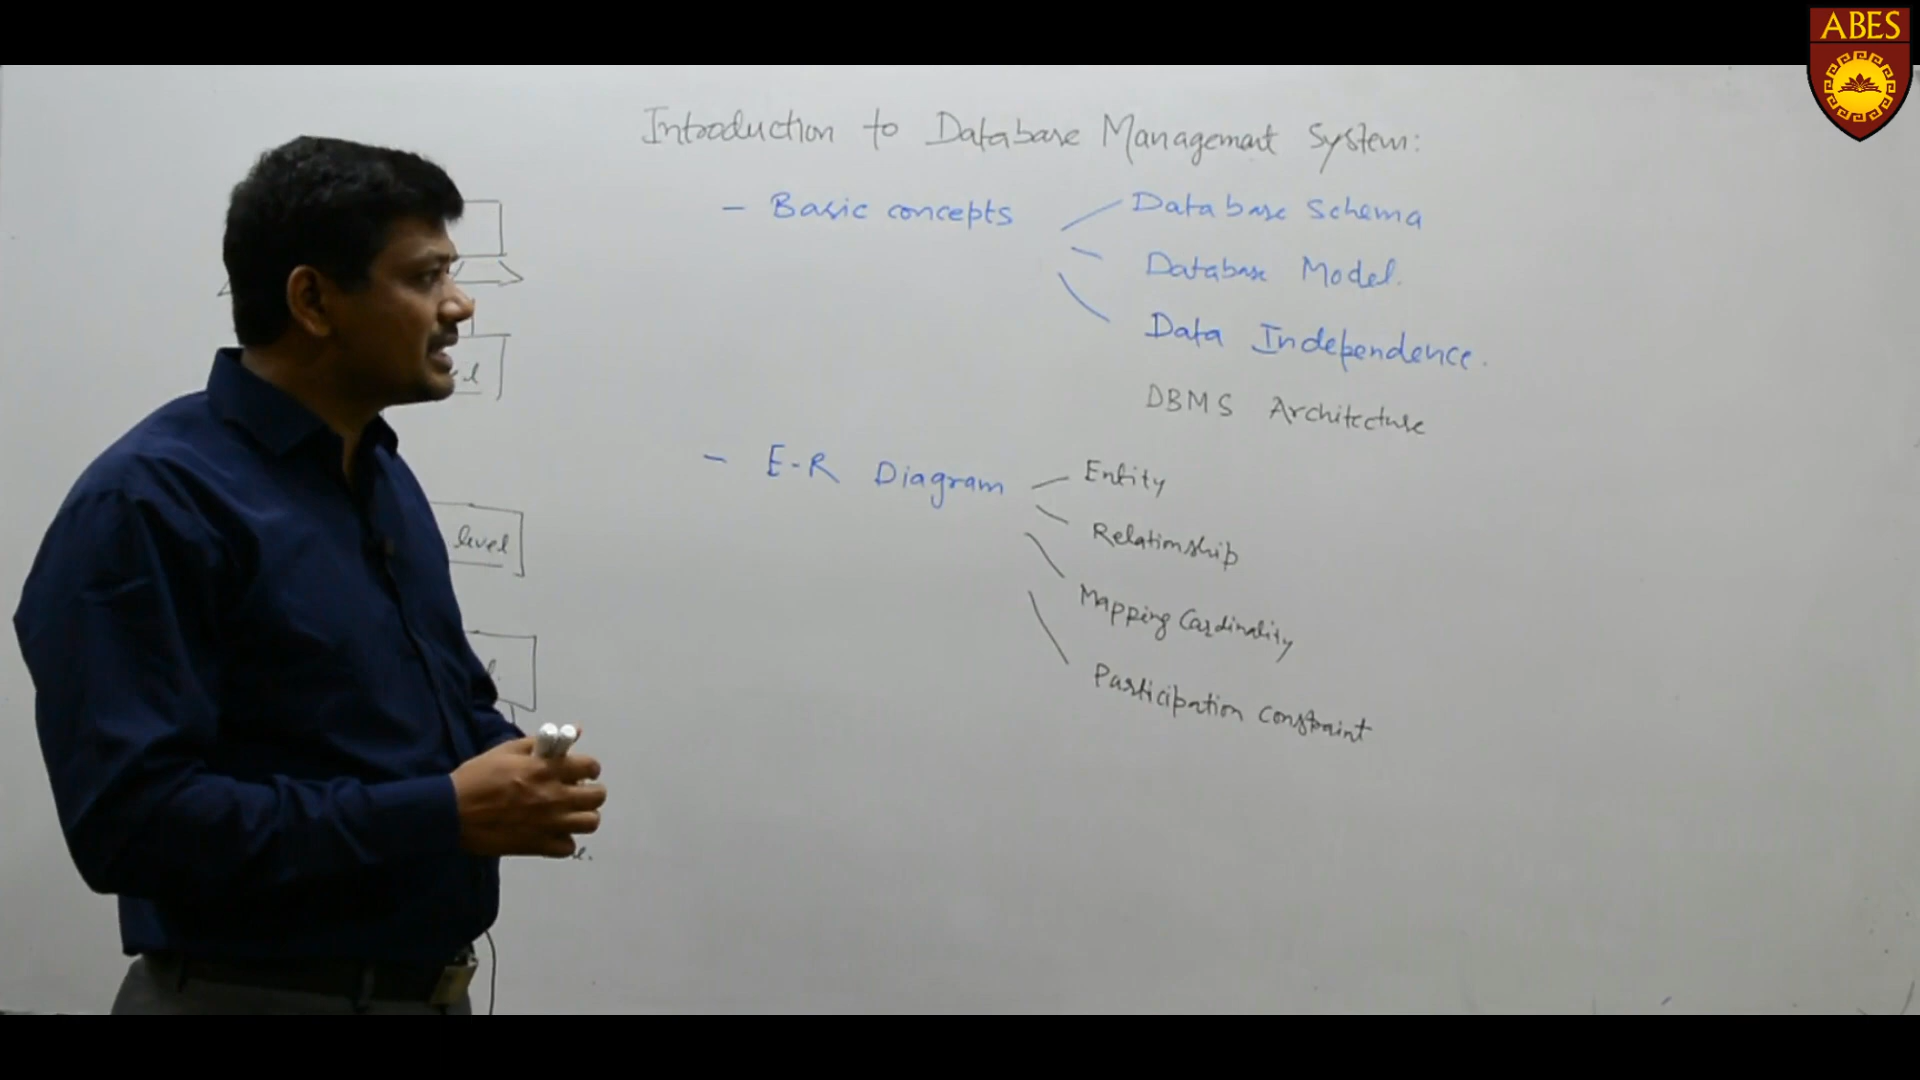 ABES
Introduction to Database Management System:
- Basic concepts
Database Schema
Database Model.
Data Independence.
DBMS Architecture
- E-R Diagram
Entity
Relationship
Mapping Cardinality
Participation constraint
level